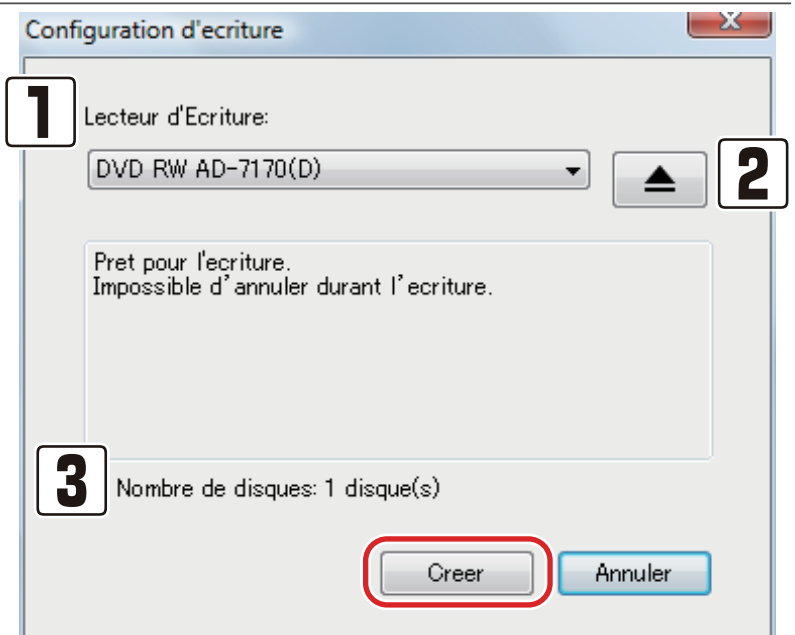 Configuration d'ecriture
1
Lecteur d'Ecriture:
DVD RW AD-7170(D)
2
Pret pour l'ecriture.
Impossible d’annuler durant l’ecriture.
3
Nombre de disques: 1 disque(s)
Creer
Annuler